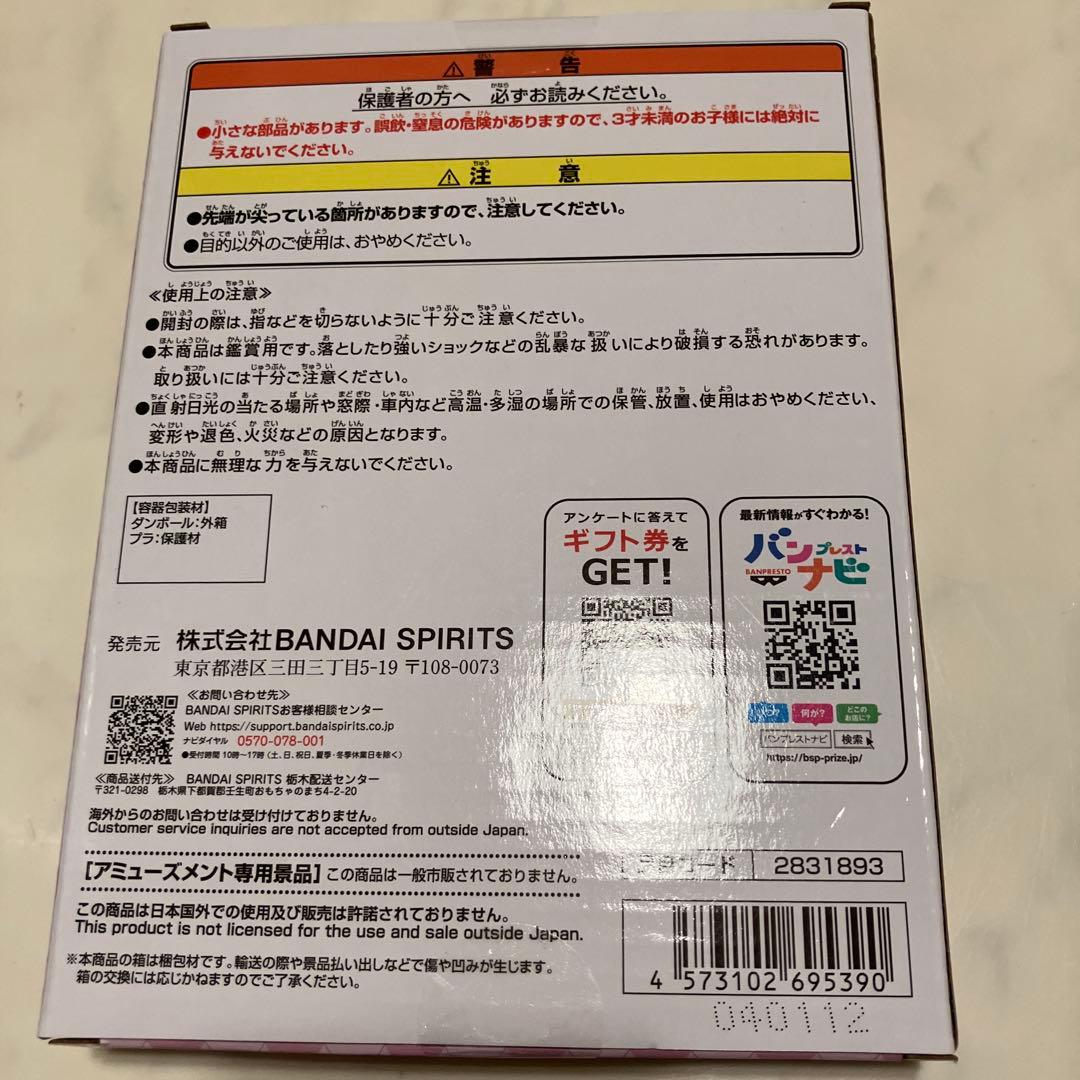 ⚠警告
保護者の方へ 必ずお読みください。
●小さな部品があります。誤飲・窒息の危険がありますので、3才未満のお子様には絶対に
与えないでください。
⚠注意
●先端が尖っている箇所がありますので、注意してください。
●目的以外のご使用は、おやめください。
≪使用上の注意≫
●開封の際は、指などを切らないように十分ご注意ください。
●本商品は鑑賞用です。落としたり強いショックなどの乱暴な扱いにより破損する恐れがあります。
取り扱いには十分ご注意ください。
●直射日光の当たる場所や窓際・車内など高温・多湿の場所での保管、放置、使用はおやめください、
変形や退色、火災などの原因となります。
●本商品に無理な力を与えないでください。
【容器包装材】
ダンボール:外箱
プラ:保護材
アンケートに答えて
ギフト券を
GET!
最新情報がすぐわかる!
バンプレスト
BANPRESTO
ナビ
いつ? 何が? どこのお店に?
バンプレストナビ 検索
https://bsp-prize.jp/
発売元 株式会社BANDAI SPIRITS
東京都港区三田三丁目5-19 〒108-0073
≪お問い合わせ先≫
BANDAI SPIRITSお客様相談センター
Web https://support.bandaispirits.co.jp
ナビダイヤル 0570-078-001
●受付時間 10時〜17時 (土、日、祝日、夏季・冬季休業日を除く)
≪商品送付先≫ BANDAI SPIRITS 栃木配送センター
〒321-0298 栃木県下都賀郡壬生町おもちゃのまち4-2-20
海外からのお問い合わせは受け付けておりません。
Customer service inquiries are not accepted from outside Japan.
【アミューズメント専用景品】この商品は一般市販されておりません。
コード 2831893
この商品は日本国外での使用及び販売は許諾されておりません。
This product is not licensed for the use and sale outside Japan.
※本商品の箱は梱包材です。輸送の際や景品払い出しなどで傷や凹みが生じます。
箱の交換には応じかねますのでご了承ください。
4 573102 695390
040112